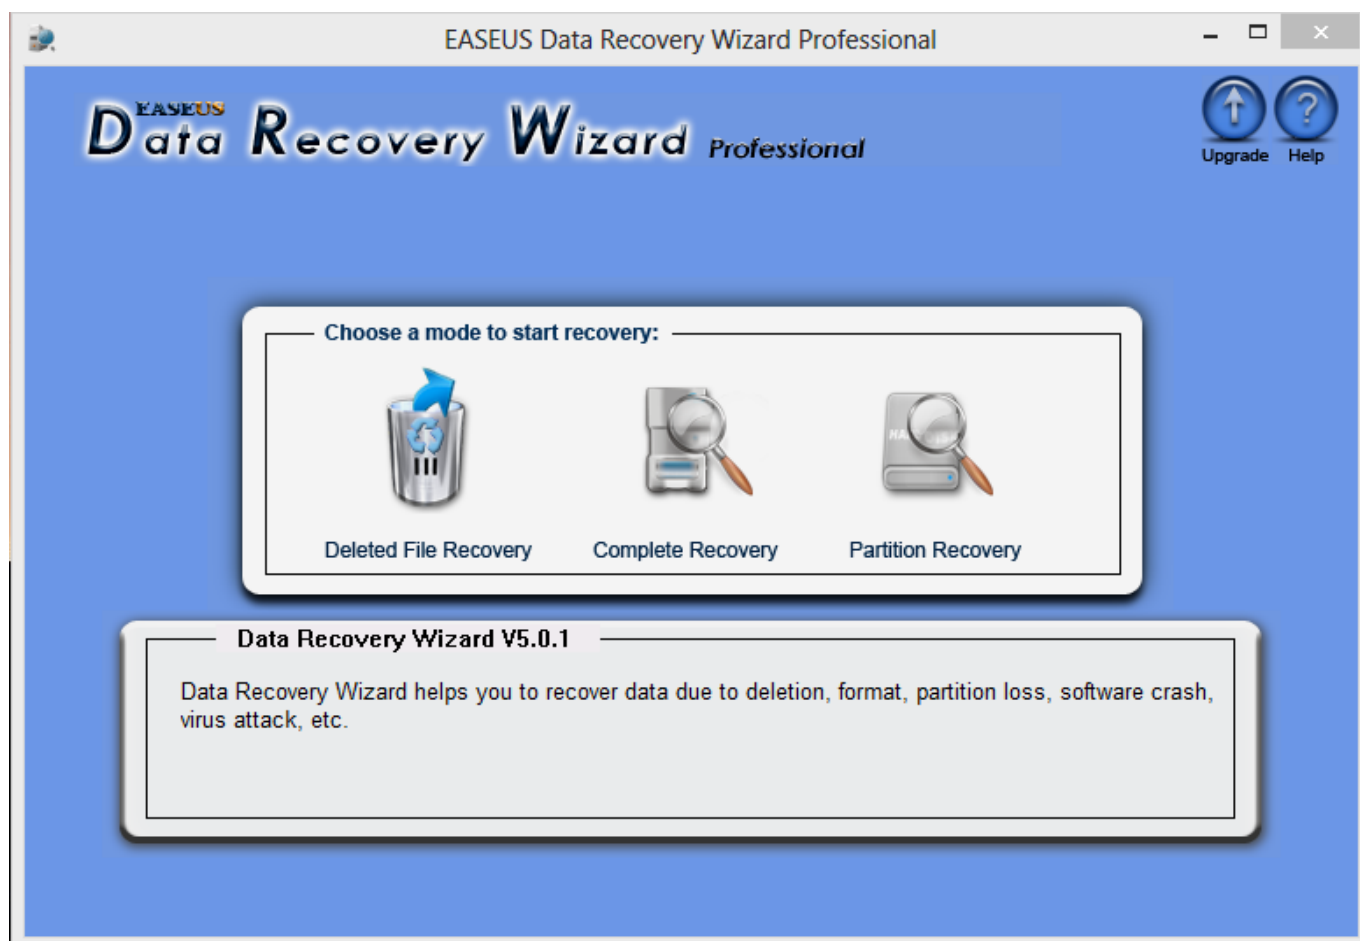 EASEUS Data Recovery Wizard Professional
EASEUS
Data Recovery Wizard Professional
Upgrade Help
Choose a mode to start recovery:
Deleted File Recovery Complete Recovery Partition Recovery
Data Recovery Wizard V5.0.1
Data Recovery Wizard helps you to recover data due to deletion, format, partition loss, software crash,
virus attack, etc.